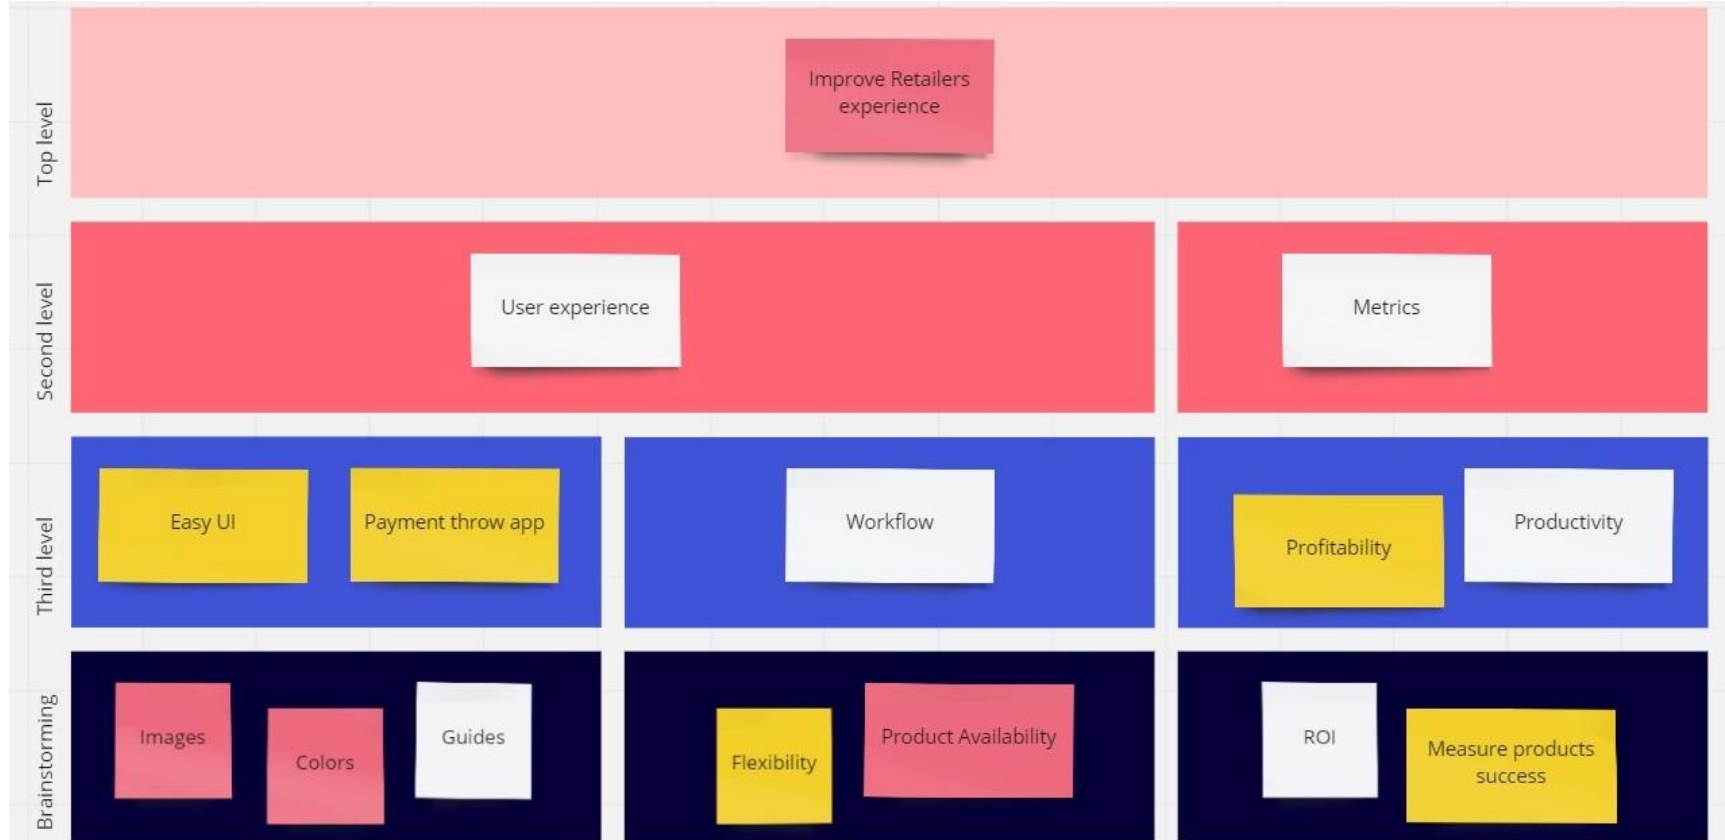 Top level
Improve Retailers
experience
Second level
User experience
Metrics
Third level
Easy UI
Payment throw app
Workflow
Profitability
Productivity
Brainstorming
Images
Colors
Guides
Flexibility
Product Availability
ROI
Measure products
success